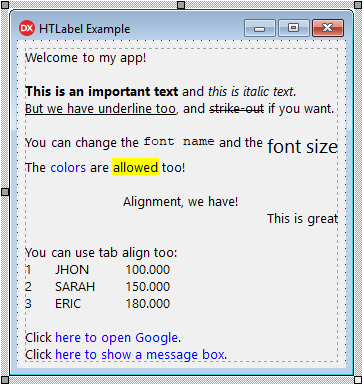 DX HTLabel Example
Welcome to my app!
This is an important text and this is italic text.
But we have underline too, and strike-out if you want.
You can change the font name and the font size
The colors are allowed too!
Alignment, we have!
This is great
You can use tab align too:
1 JHON 100.000
2 SARAH 150.000
3 ERIC 180.000
Click here to open Google.
Click here to show a message box.